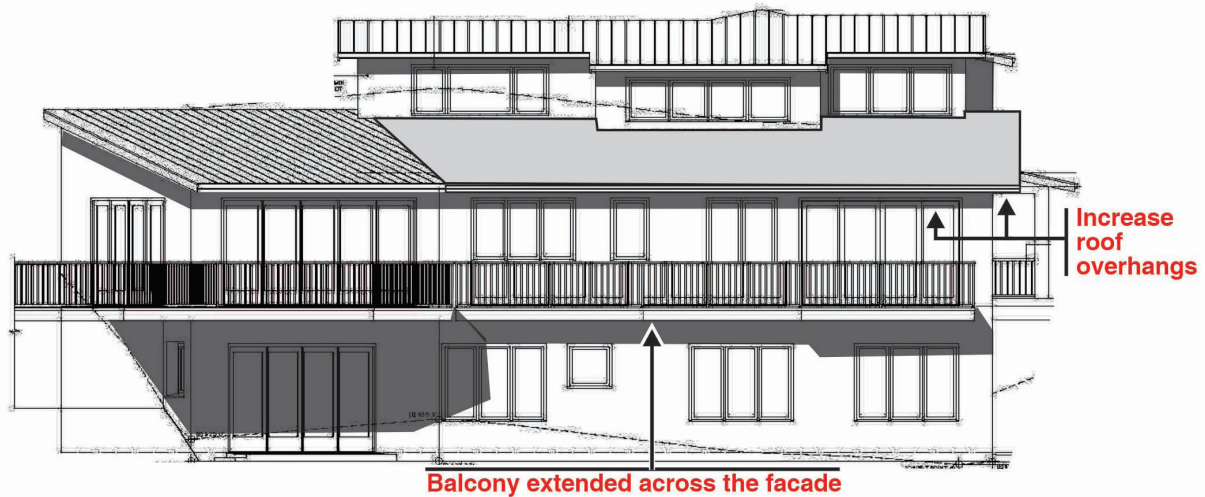 Increase
roof
overhangs
Balcony extended across the facade